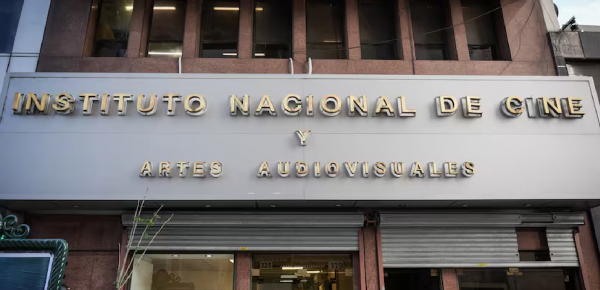 INSTITUTO NACIONAL DE CINE
Y
ARTES AUDIOVISUALES